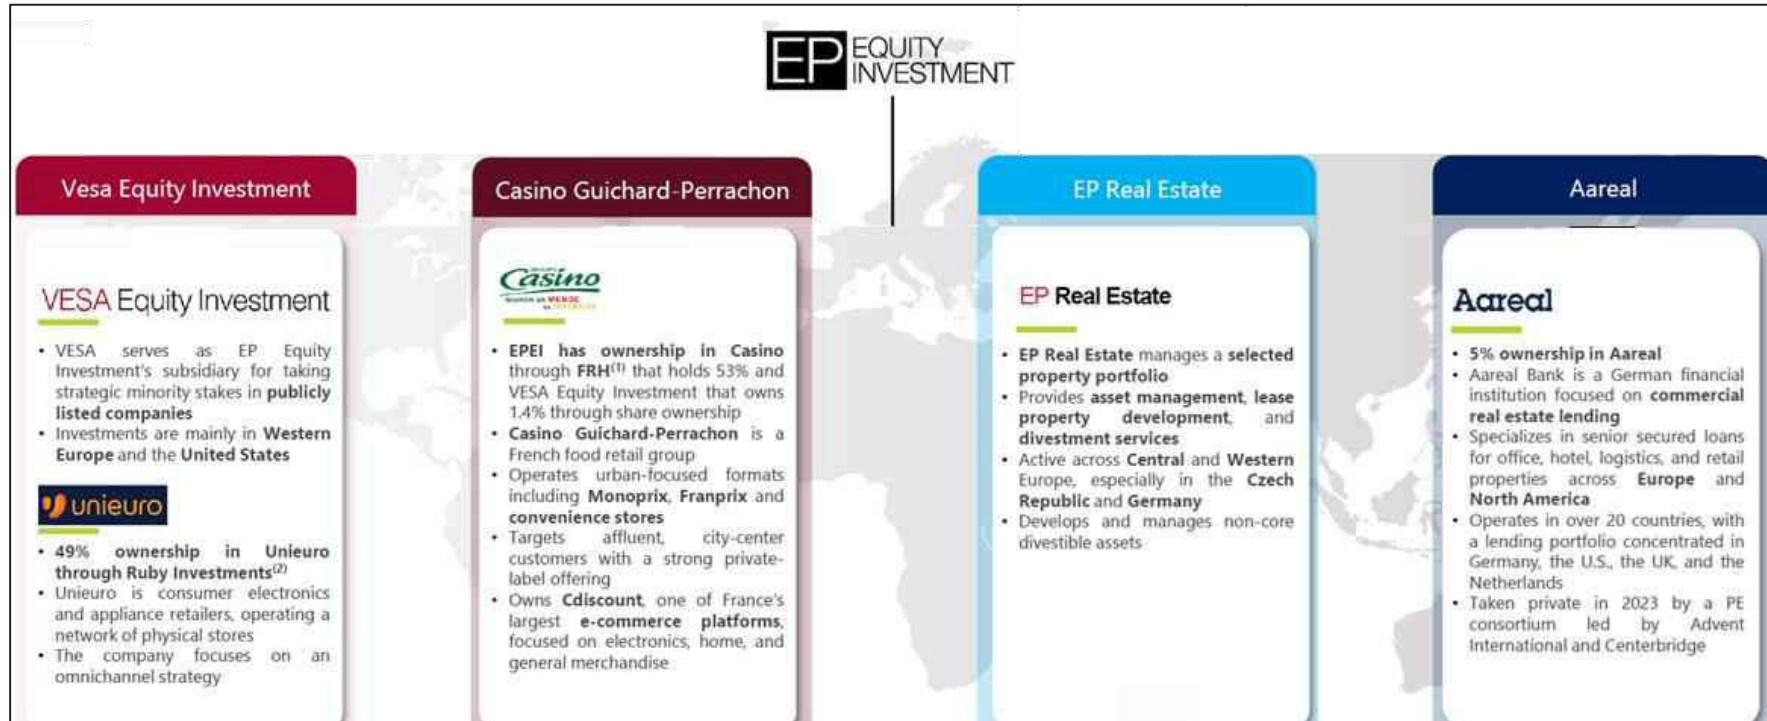 EP EQUITY
INVESTMENT
Vesa Equity Investment
VESA Equity Investment
• VESA serves as EP Equity
Investment's subsidiary for taking
strategic minority stakes in publicly
listed companies
• Investments are mainly in Western
Europe and the United States
unieuro
• 49% ownership in Unieuro
through Ruby Investments(2)
• Unieuro is consumer electronics
and appliance retailers, operating a
network of physical stores
• The company focuses on an
omnichannel strategy
Casino Guichard-Perrachon
Casino
• EPEI has ownership in Casino
through FRH(1) that holds 53% and
VESA Equity Investment that owns
1.4% through share ownership
• Casino Guichard-Perrachon is a
French food retail group
• Operates urban-focused formats
including Monoprix, Franprix and
convenience stores
• Targets affluent, city-center
customers with a strong private-
label offering
• Owns Cdiscount, one of France's
largest e-commerce platforms,
focused on electronics, home, and
general merchandise
EP Real Estate
EP Real Estate
• EP Real Estate manages a selected
property portfolio
• Provides asset management, lease
property development, and
divestment services
• Active across Central and Western
Europe, especially in the Czech
Republic and Germany
• Develops and manages non-core
divestible assets
Aareal
Aareal
• 5% ownership in Aareal
• Aareal Bank is a German financial
institution focused on commercial
real estate lending
• Specializes in senior secured loans
for office, hotel, logistics, and retail
properties across Europe and
North America
• Operates in over 20 countries, with
a lending portfolio concentrated in
Germany, the U.S., the UK, and the
Netherlands
• Taken private in 2023 by a PE
consortium led by Advent
International and Centerbridge